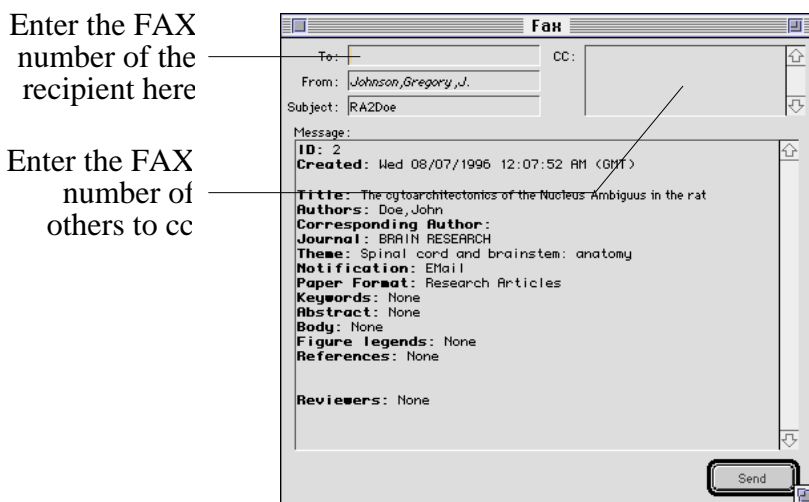 Enter the FAX
number of the
recipient here
Enter the FAX
number of
others to cc
Fax
To:
CC:
From: Johnson,Gregory,J.
Subject: RA2Doe
Message:
ID: 2
Created: Wed 08/07/1996 12:07:52 AM (GMT)
Title: The cytoarchitectonics of the Nucleus Ambiguus in the rat
Authors: Doe,John
Corresponding Author:
Journal: BRAIN RESEARCH
Theme: Spinal cord and brainstem: anatomy
Notification: EMail
Paper Format: Research Articles
Keywords: None
Abstract: None
Body: None
Figure legends: None
References: None
Reviewers: None
Send